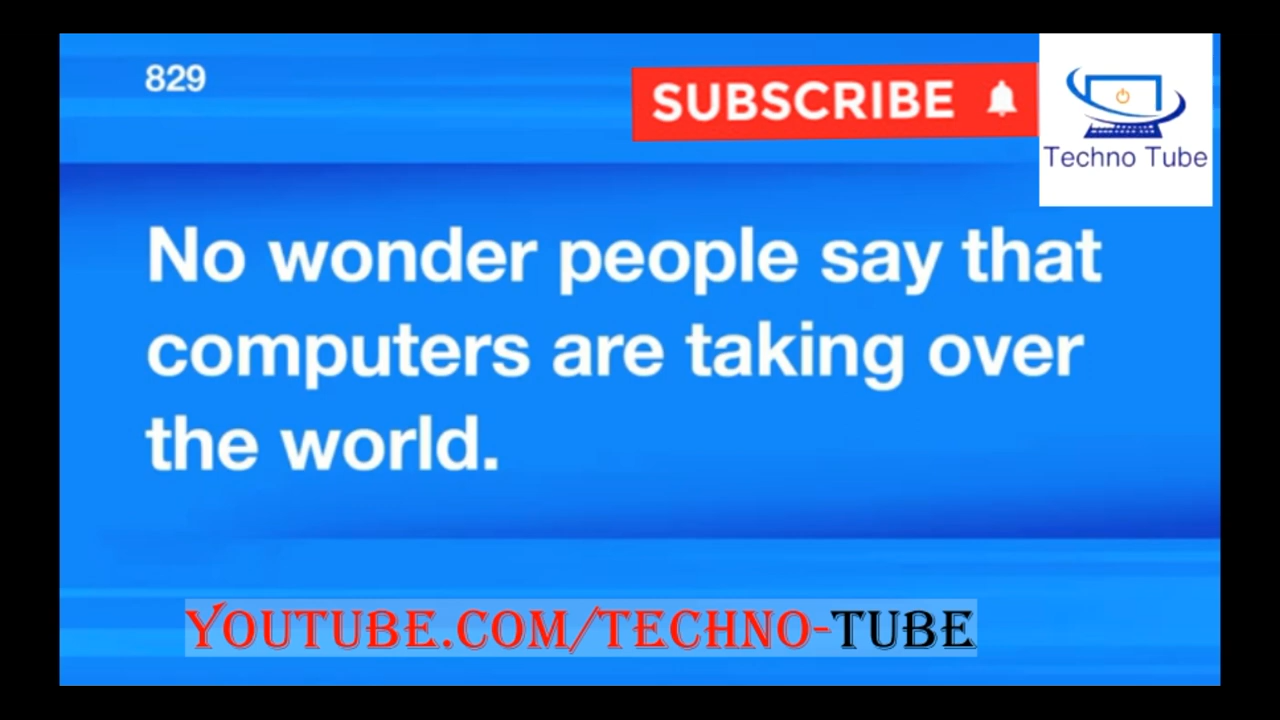 829
SUBSCRIBE
Techno Tube
No wonder people say that
computers are taking over
the world.
YOUTUBE.COM/TECHNO-TUBE